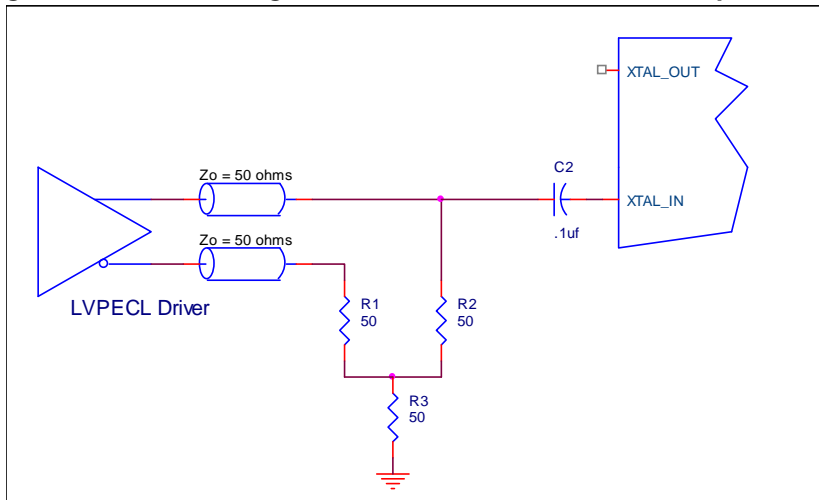 XTAL_OUT
Zo = 50 ohms
C2
XTAL_IN
.1uf
Zo = 50 ohms
LVPECL Driver
R1
50
R2
50
R3
50